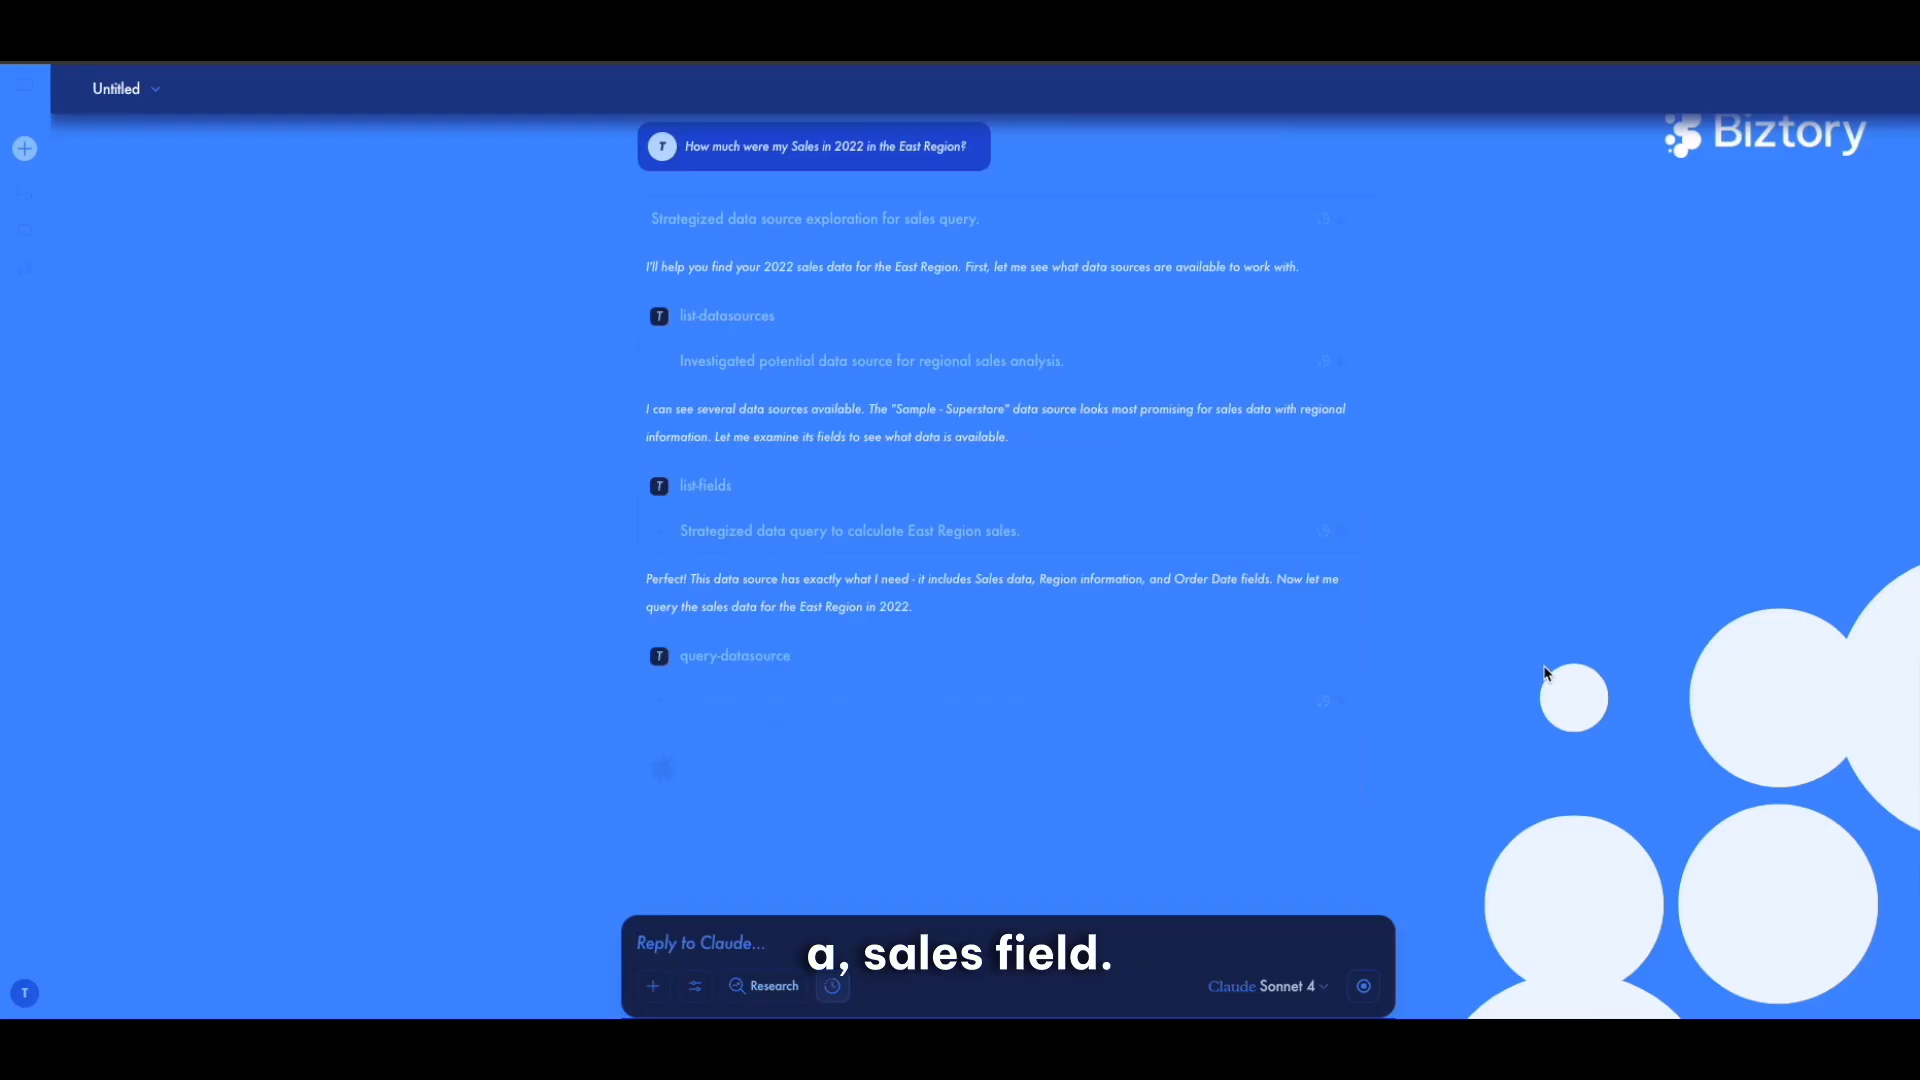 Untitled
Biztory
T How much were my Sales in 2022 in the East Region?
Strategized data source exploration for sales query.
I'll help you find your 2022 sales data for the East Region. First, let me see what data sources are available to work with.
T list-datasources
Investigated potential data source for regional sales analysis.
I can see several data sources available. The "Sample - Superstore" data source looks most promising for sales data with regional
information. Let me examine its fields to see what data is available.
T list-fields
Strategized data query to calculate East Region sales.
Perfect! This data source has exactly what I need - it includes Sales data, Region information, and Order Date fields. Now let me
query the sales data for the East Region in 2022.
T query-datasource
Reply to Claude...
a, sales field.
Research
Claude Sonnet 4
T